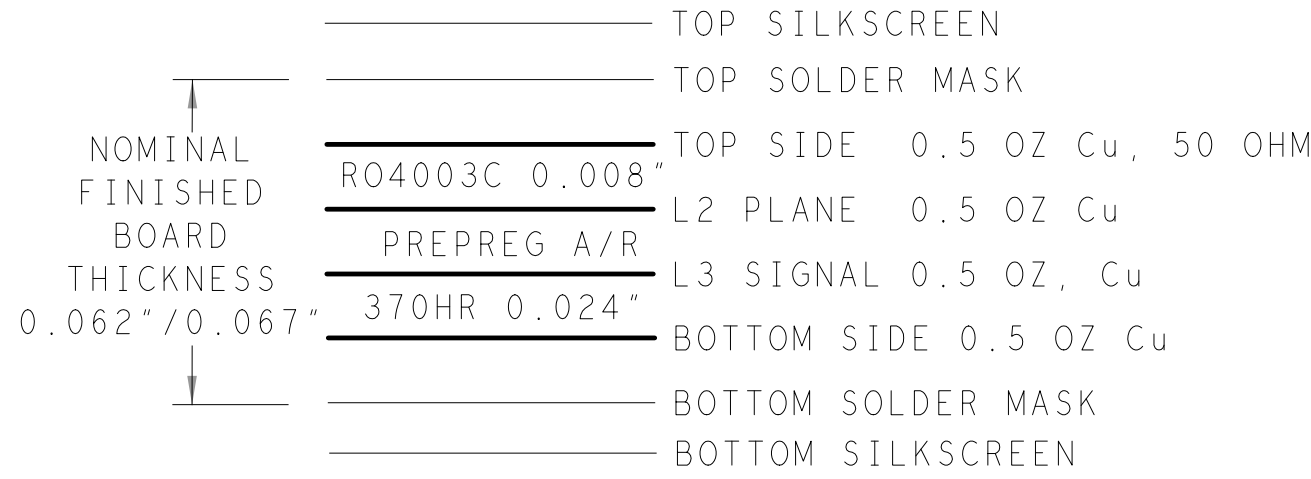 TOP SILKSCREEN
TOP SOLDER MASK
NOMINAL
FINISHED
BOARD
THICKNESS
0.062"/0.067"
TOP SIDE 0.5 OZ Cu, 50 OHM
RO4003C 0.008"
L2 PLANE 0.5 OZ Cu
PREPREG A/R
L3 SIGNAL 0.5 OZ, Cu
370HR 0.024"
BOTTOM SIDE 0.5 OZ Cu
BOTTOM SOLDER MASK
BOTTOM SILKSCREEN